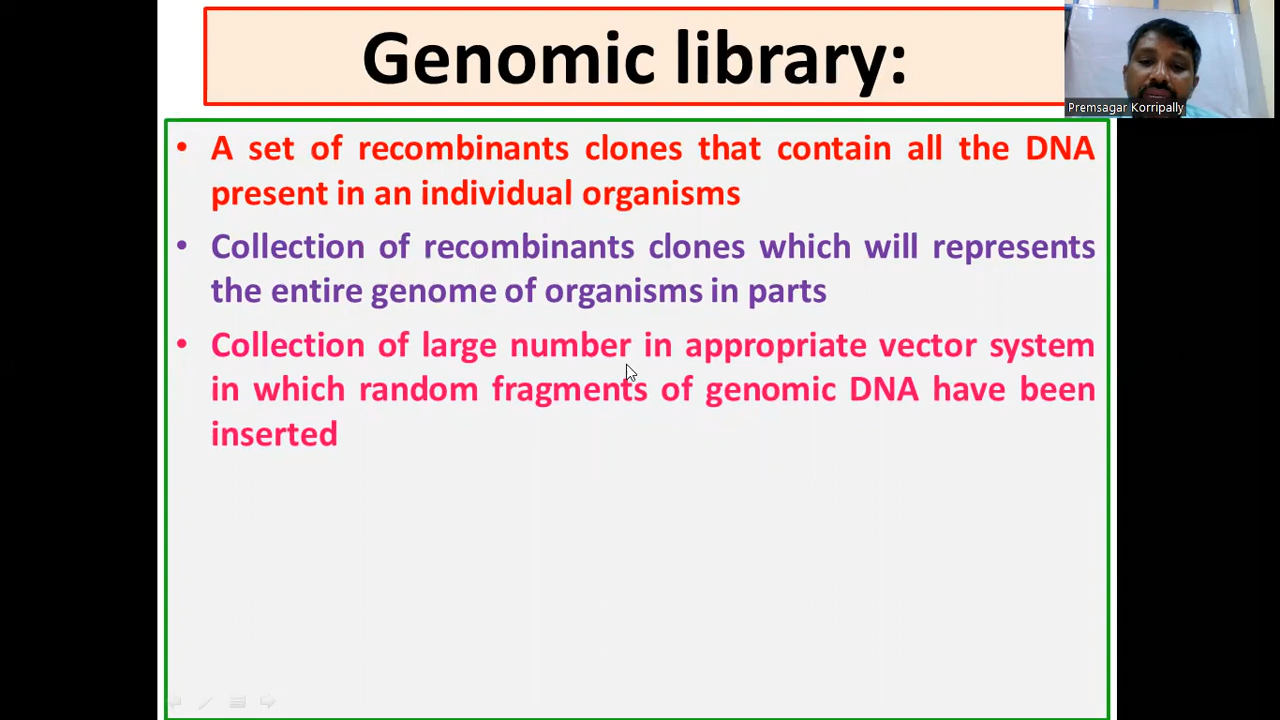 Genomic library:
Premsagar Korripally
• A set of recombinants clones that contain all the DNA
present in an individual organisms
• Collection of recombinants clones which will represents
the entire genome of organisms in parts
• Collection of large number in appropriate vector system
in which random fragments of genomic DNA have been
inserted